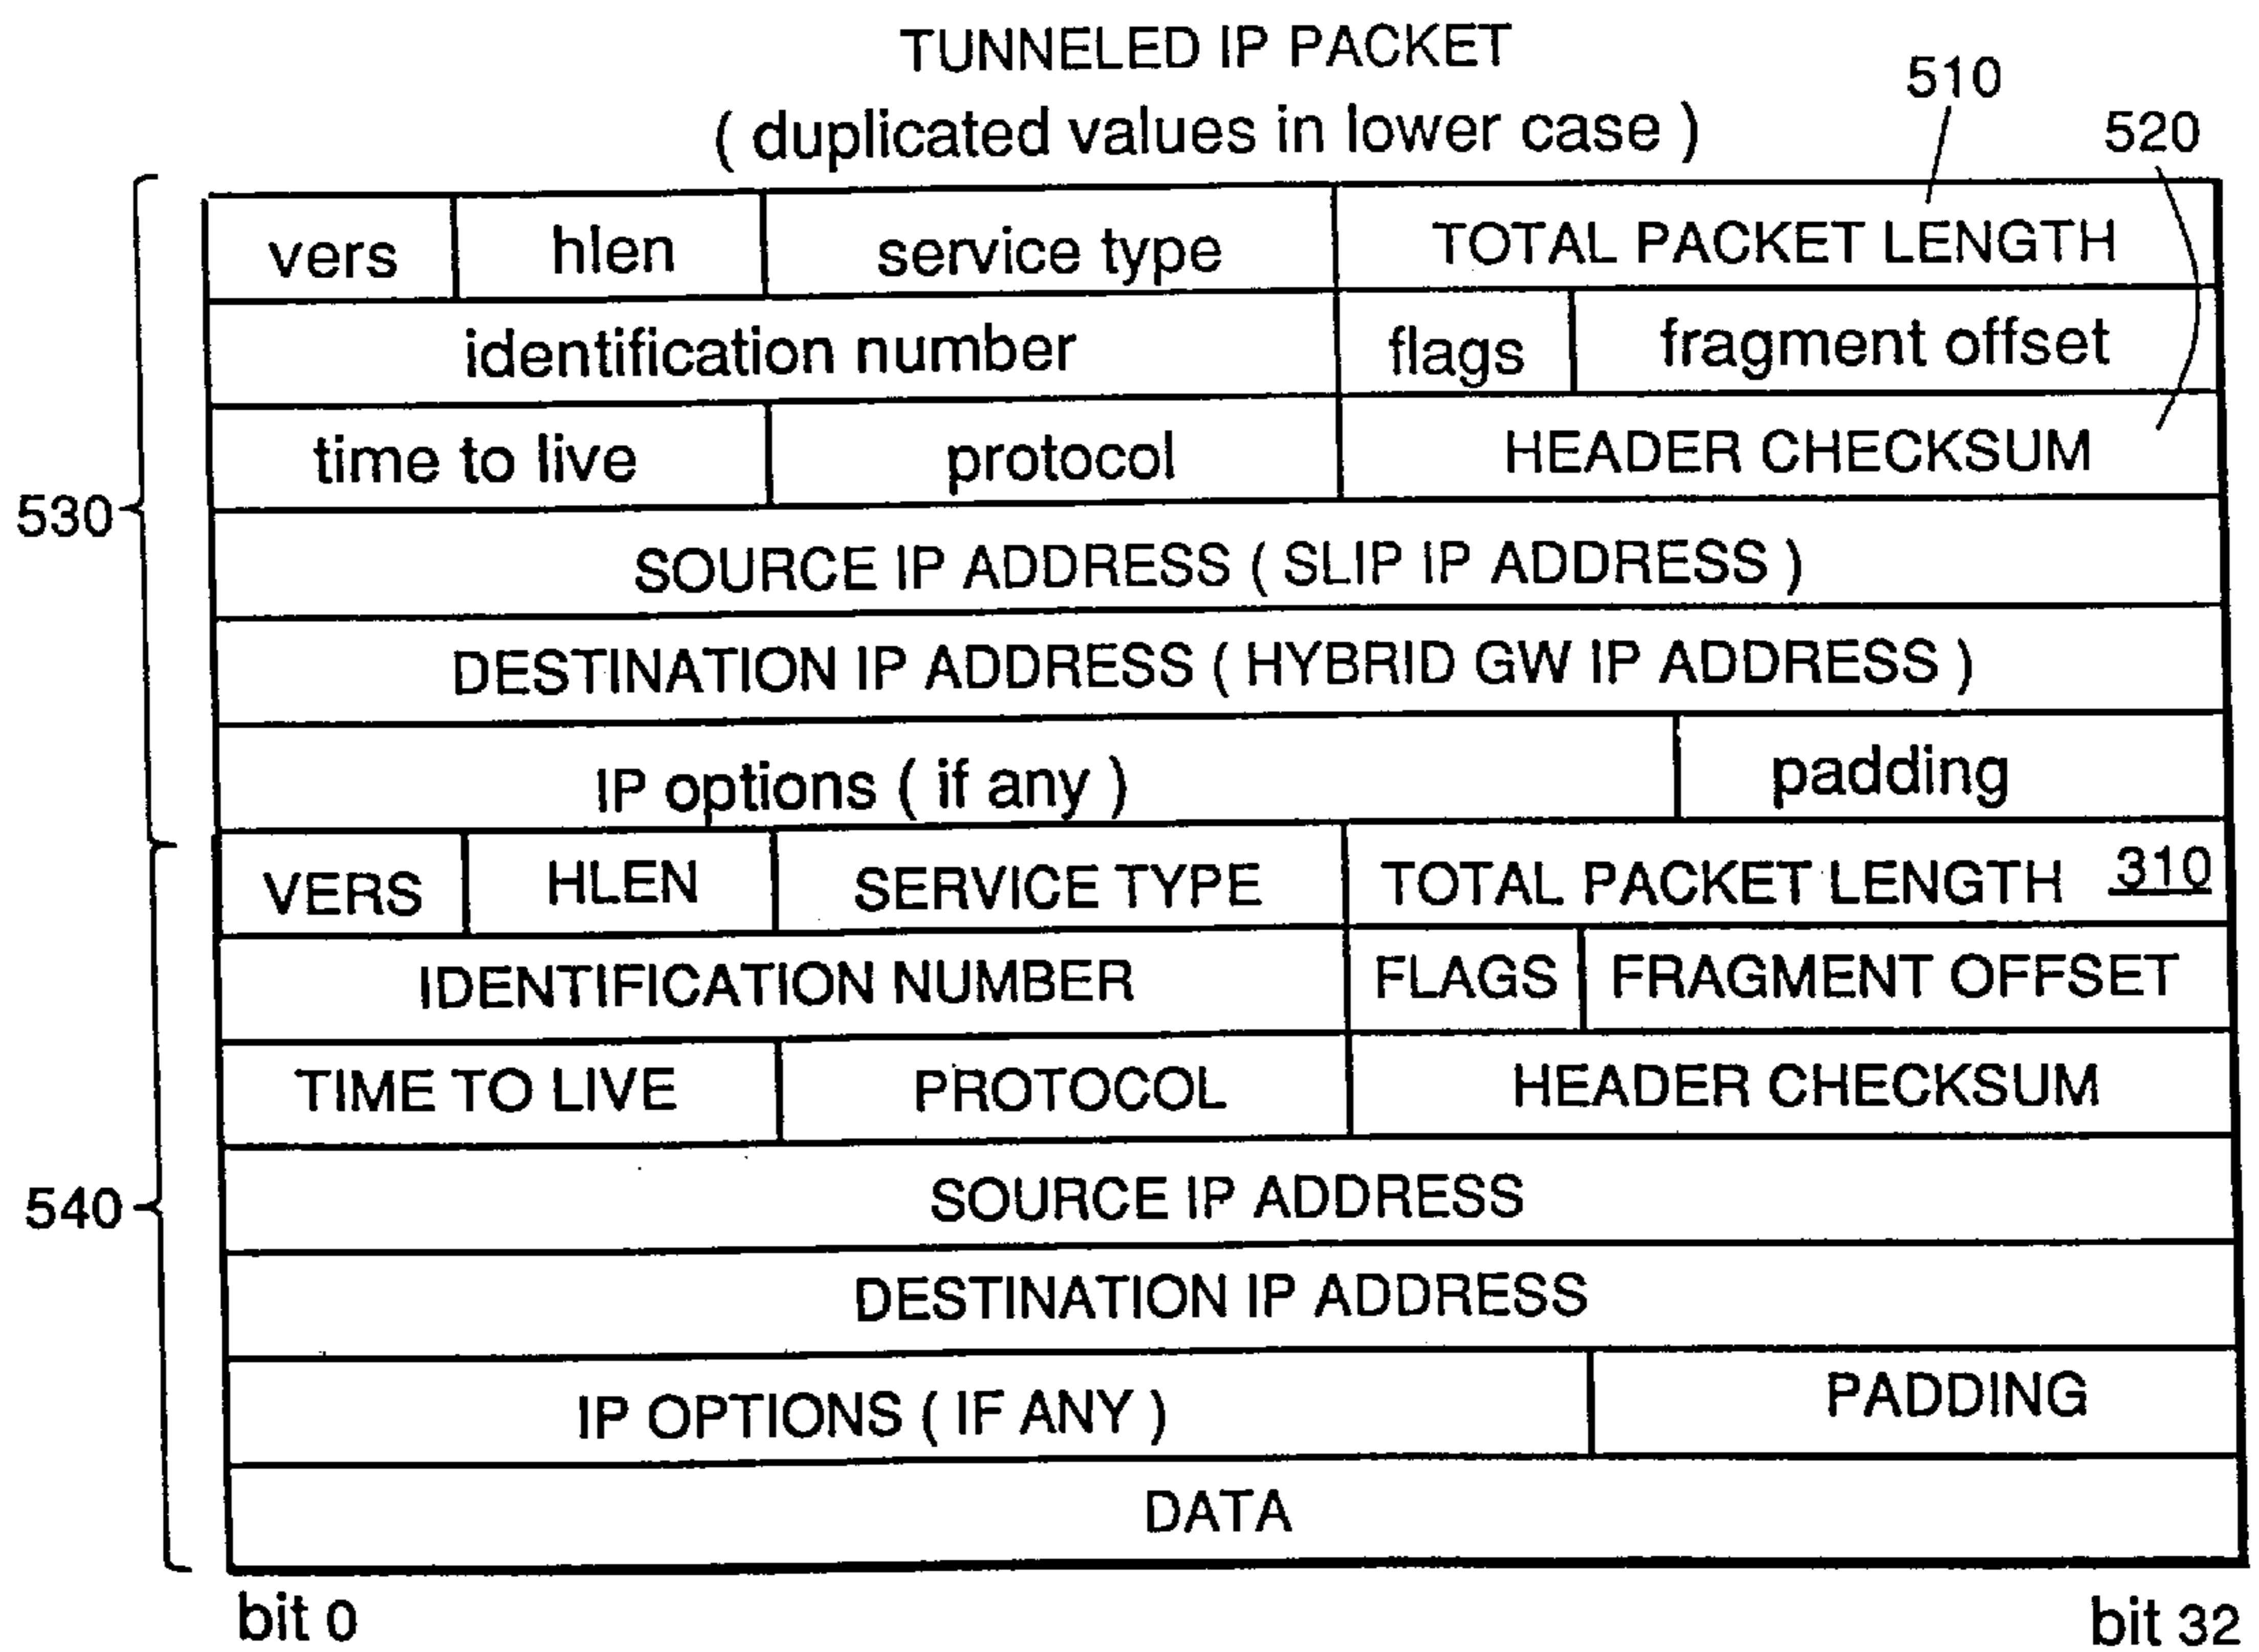 TUNNELED IP PACKET
( duplicated values in lower case )
510
520
vers hlen service type TOTAL PACKET LENGTH
identification number flags fragment offset
time to live protocol HEADER CHECKSUM
530
SOURCE IP ADDRESS ( SLIP IP ADDRESS )
DESTINATION IP ADDRESS ( HYBRID GW IP ADDRESS )
IP options ( if any ) padding
VERS HLEN SERVICE TYPE TOTAL PACKET LENGTH 310
IDENTIFICATION NUMBER FLAGS FRAGMENT OFFSET
TIME TO LIVE PROTOCOL HEADER CHECKSUM
540
SOURCE IP ADDRESS
DESTINATION IP ADDRESS
IP OPTIONS ( IF ANY ) PADDING
DATA
bit 0 bit 32